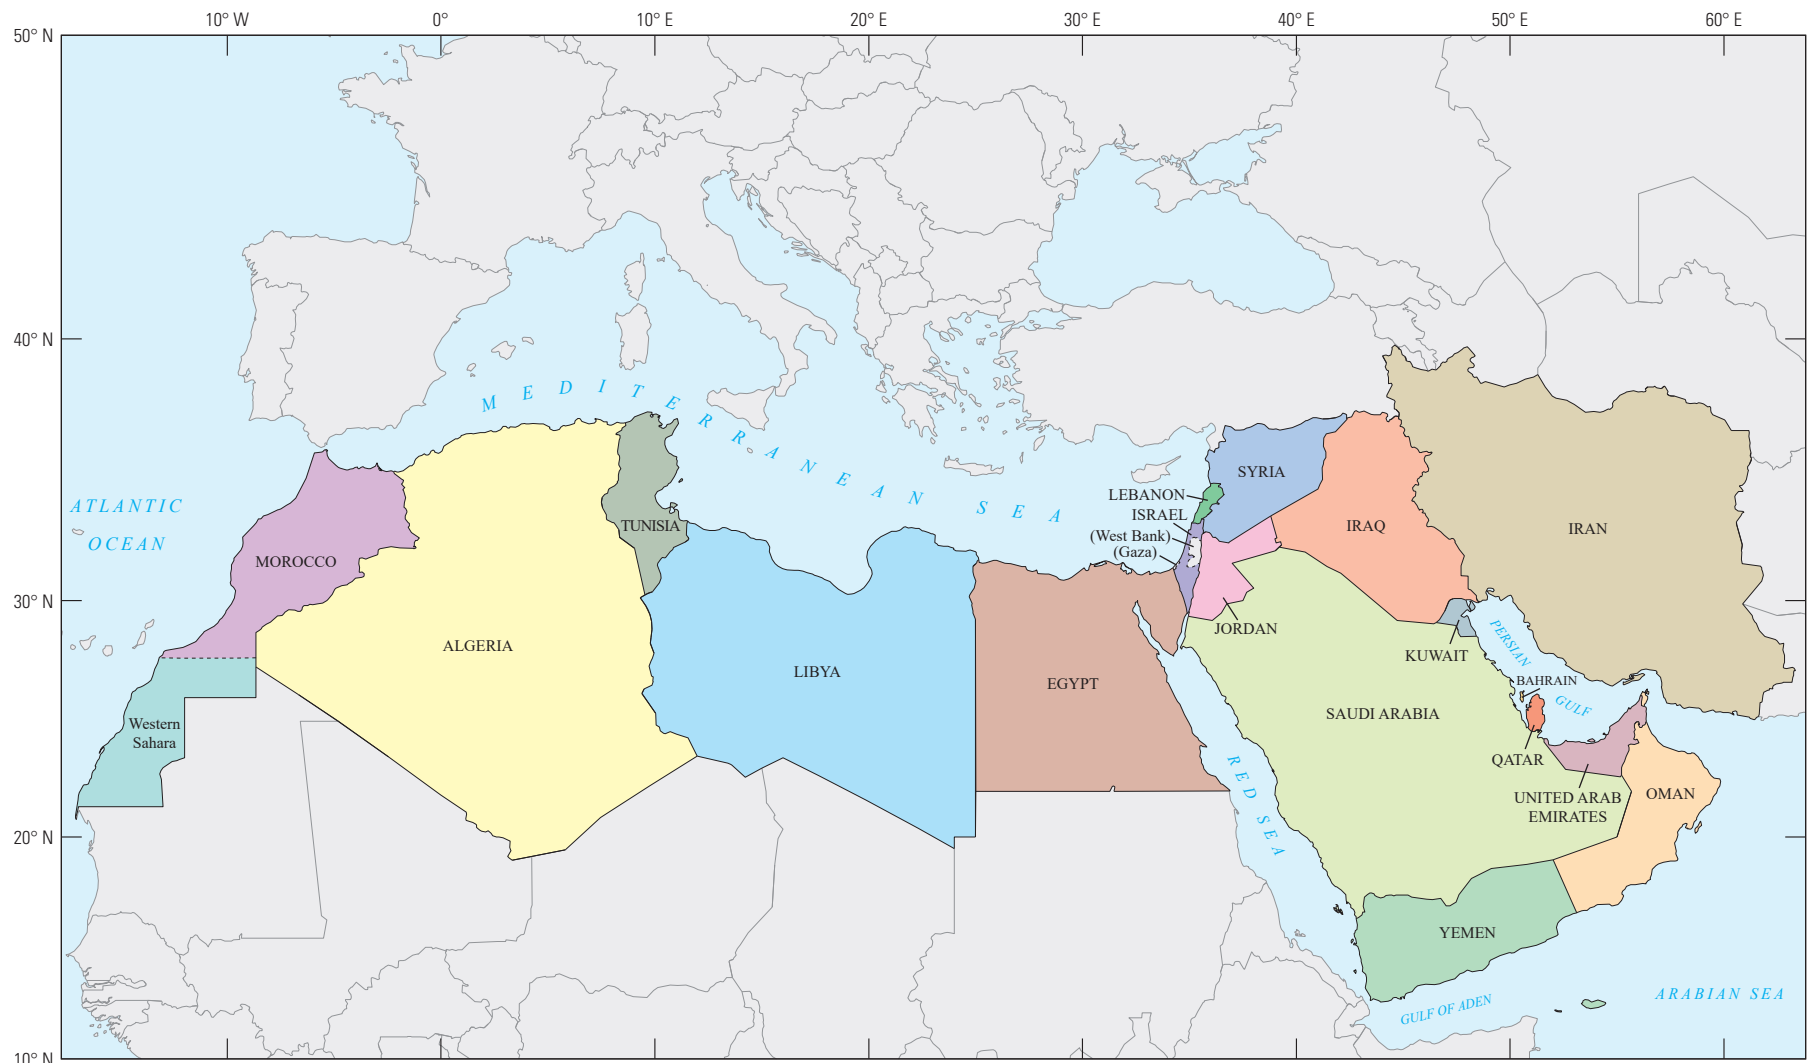 10° W
0°
10° E
20° E
30° E
40° E
50° E
60° E
50° N
40° N
30° N
20° N
10° N
MEDITERRANEAN SEA
ATLANTIC
OCEAN
MOROCCO
TUNISIA
ALGERIA
LIBYA
EGYPT
Western
Sahara
SYRIA
LEBANON
ISRAEL
(West Bank)
(Gaza)
IRAQ
IRAN
JORDAN
KUWAIT
PERSIAN
GULF
BAHRAIN
SAUDI ARABIA
QATAR
UNITED ARAB
EMIRATES
OMAN
RED SEA
YEMEN
GULF OF ADEN
ARABIAN SEA